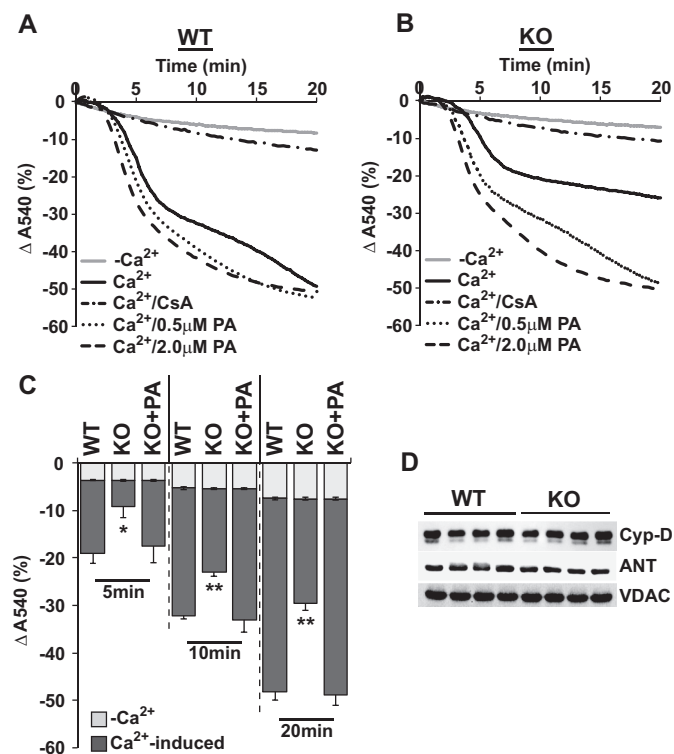 A
WT
Time (min)
0 5 10 15 20
0
-10
-20
-30
-40
-50
-60
Δ A540 (%)
-Ca²⁺
Ca²⁺
Ca²⁺/CsA
Ca²⁺/0.5μM PA
Ca²⁺/2.0μM PA
B
KO
Time (min)
0 5 10 15 20
0
-10
-20
-30
-40
-50
-60
Δ A540 (%)
-Ca²⁺
Ca²⁺
Ca²⁺/CsA
Ca²⁺/0.5μM PA
Ca²⁺/2.0μM PA
C
WT KO KO+PA WT KO KO+PA WT KO KO+PA
0
-10
-20
-30
-40
-50
-60
Δ A540 (%)
*
5min
**
10min
**
20min
-Ca²⁺
Ca²⁺-induced
D
WT KO
Cyp-D
ANT
VDAC